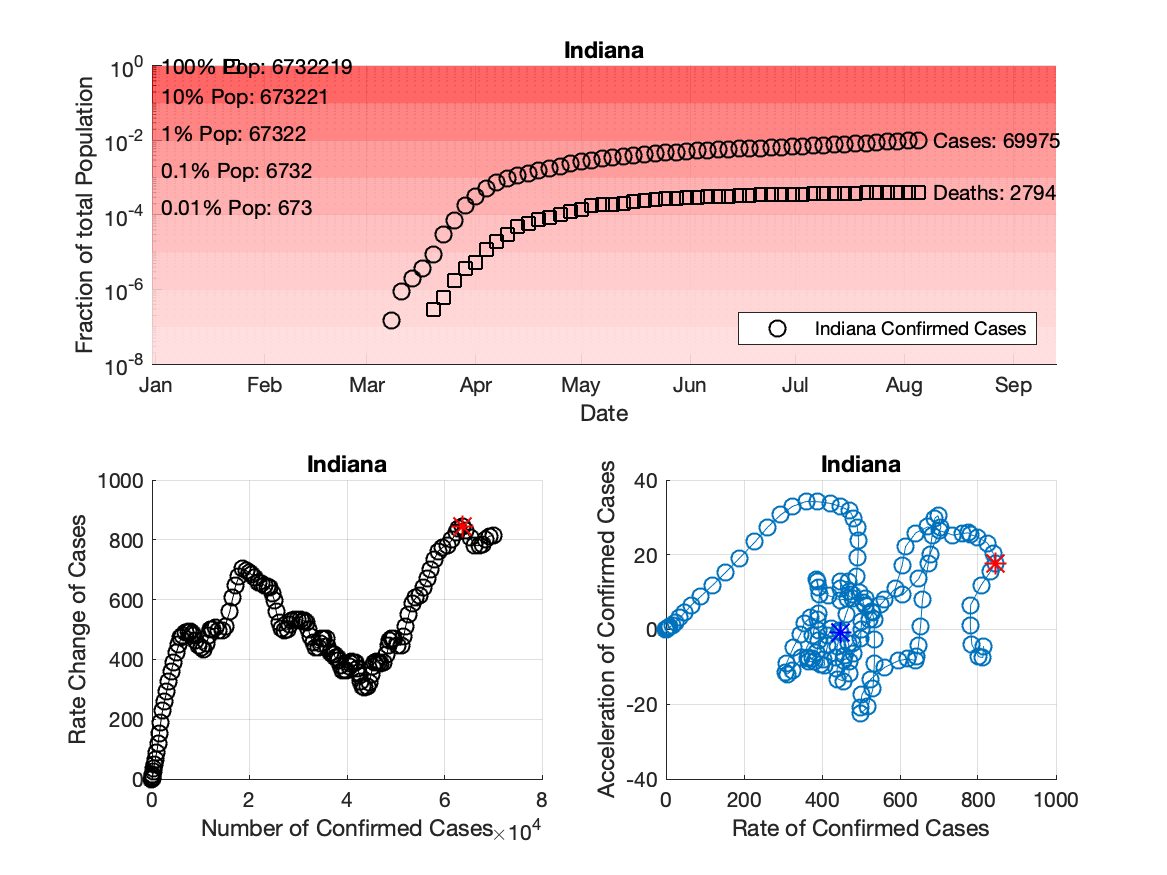 Indiana
10^0
10^-2
10^-4
10^-6
10^-8
Fraction of total Population
100% Pop: 6732219
10% Pop: 673221
1% Pop: 67322
0.1% Pop: 6732
0.01% Pop: 673
Cases: 69975
Deaths: 2794
Indiana Confirmed Cases
Jan Feb Mar Apr May Jun Jul Aug Sep
Date
Indiana
1000
800
600
400
200
0
Rate Change of Cases
0 2 4 6 8
Number of Confirmed Cases ×10^4
Indiana
40
20
0
-20
-40
Acceleration of Confirmed Cases
0 200 400 600 800 1000
Rate of Confirmed Cases